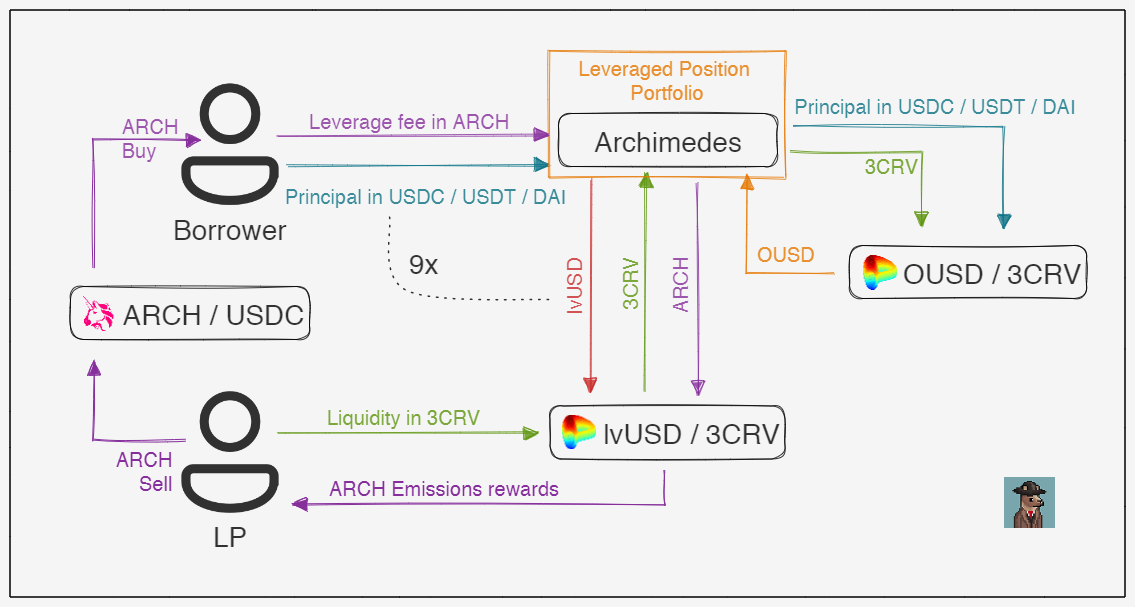 Leveraged Position
Portfolio
Archimedes
ARCH
Buy
Leverage fee in ARCH
Principal in USDC / USDT / DAI
Borrower
Principal in USDC / USDT / DAI
3CRV
OUSD
OUSD / 3CRV
9x
lvUSD
3CRV
ARCH
ARCH / USDC
Liquidity in 3CRV
lvUSD / 3CRV
ARCH
Sell
ARCH Emissions rewards
LP